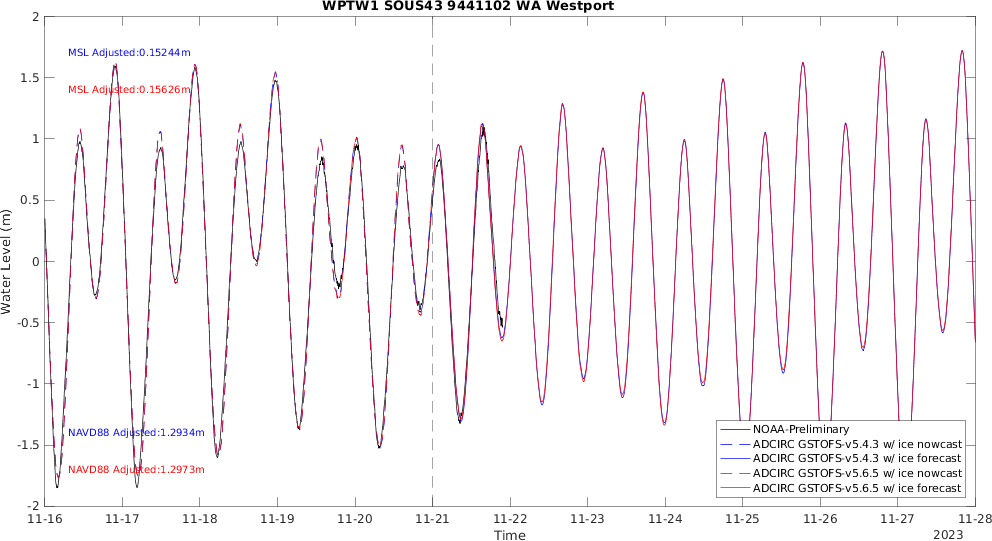 WPTW1 SOUS43 9441102 WA Westport
2
1.5
1
0.5
0
-0.5
-1
-1.5
-2
Water Level (m)
MSL Adjusted:0.15244m
MSL Adjusted:0.15626m
NAVD88 Adjusted:1.2934m
NAVD88 Adjusted:1.2973m
NOAA-Preliminary
ADCIRC GSTOFS-v5.4.3 w/ ice nowcast
ADCIRC GSTOFS-v5.4.3 w/ ice forecast
ADCIRC GSTOFS-v5.6.5 w/ ice nowcast
ADCIRC GSTOFS-v5.6.5 w/ ice forecast
11-16 11-17 11-18 11-19 11-20 11-21 11-22 11-23 11-24 11-25 11-26 11-27 11-28
Time
2023